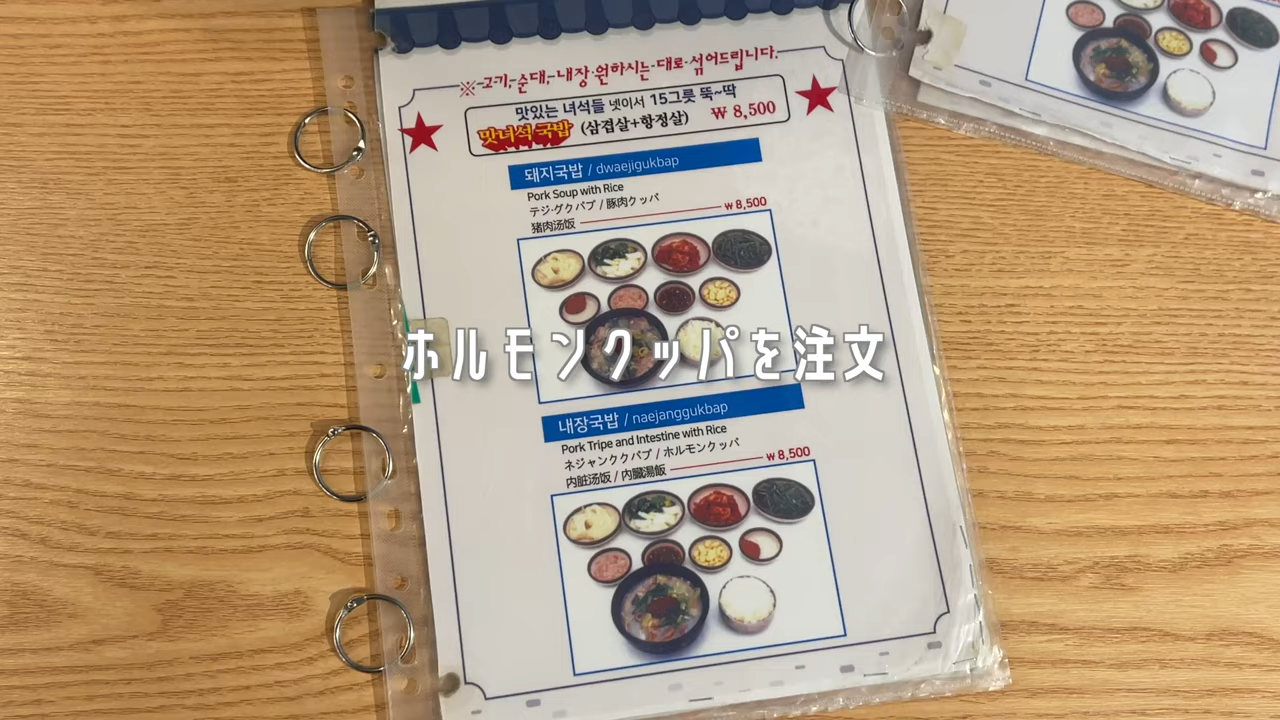 ※고기, 순대, 내장 원하시는 대로 섞어드립니다.
맛있는 녀석들 넷이서 15그릇 뚝~딱
맛녀석 국밥 (삼겹살+항정살) ₩ 8,500
돼지국밥 / dwaejigukbap
Pork Soup with Rice
テジ·グクパプ / 豚肉クッパ
猪肉汤饭 ₩ 8,500
ホルモンクッパを注文
내장국밥 / naejanggukbap
Pork Tripe and Intestine with Rice
ネジャンククパプ / ホルモンクッパ
内脏汤饭 / 内臓湯飯 ₩ 8,500